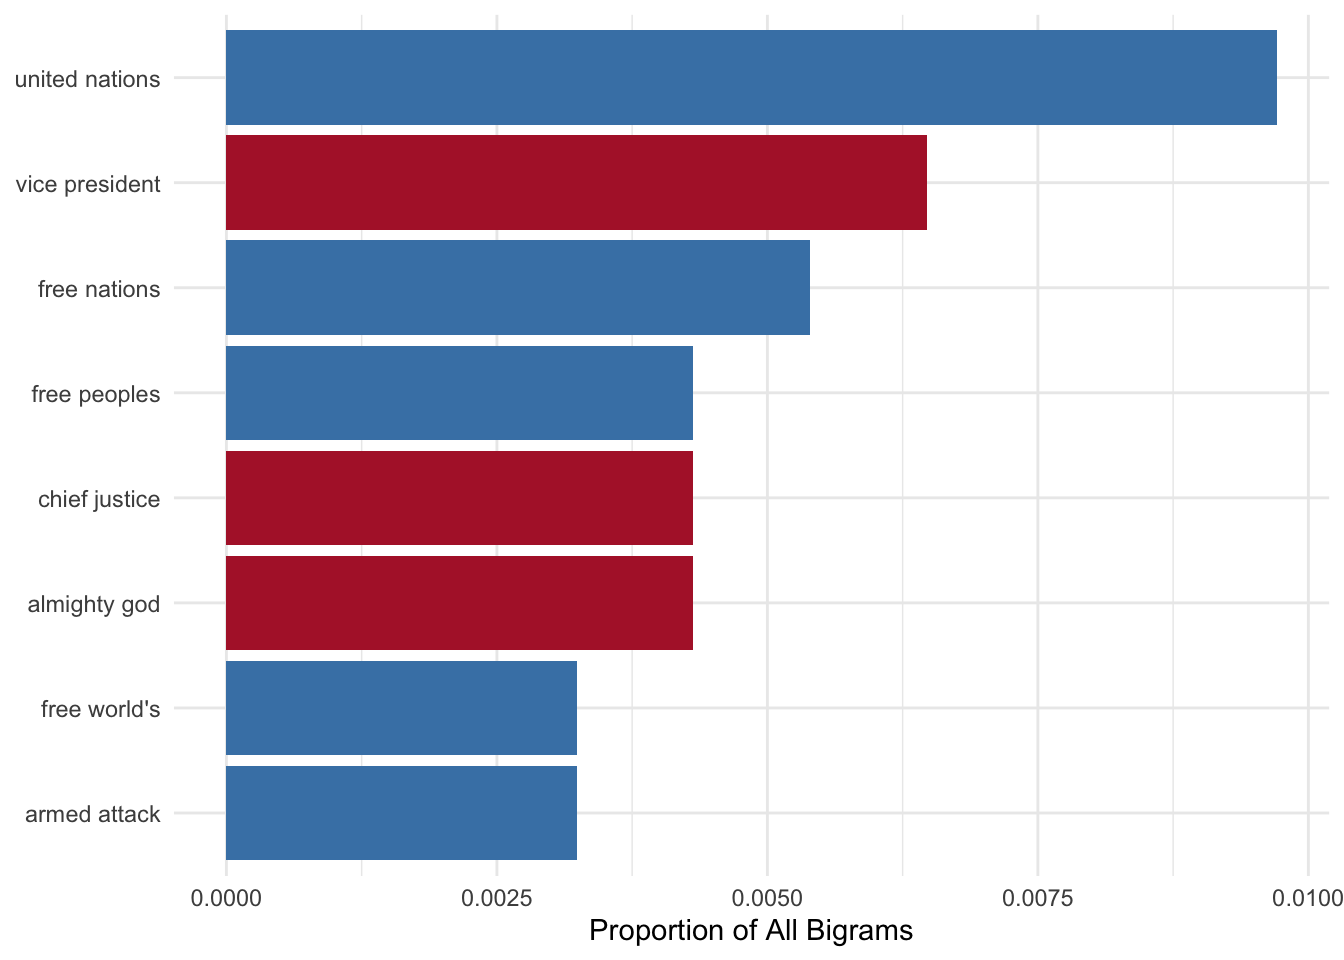 united nations
vice president
free nations
free peoples
chief justice
almighty god
free world's
armed attack
0.0000 0.0025 0.0050 0.0075 0.0100
Proportion of All Bigrams